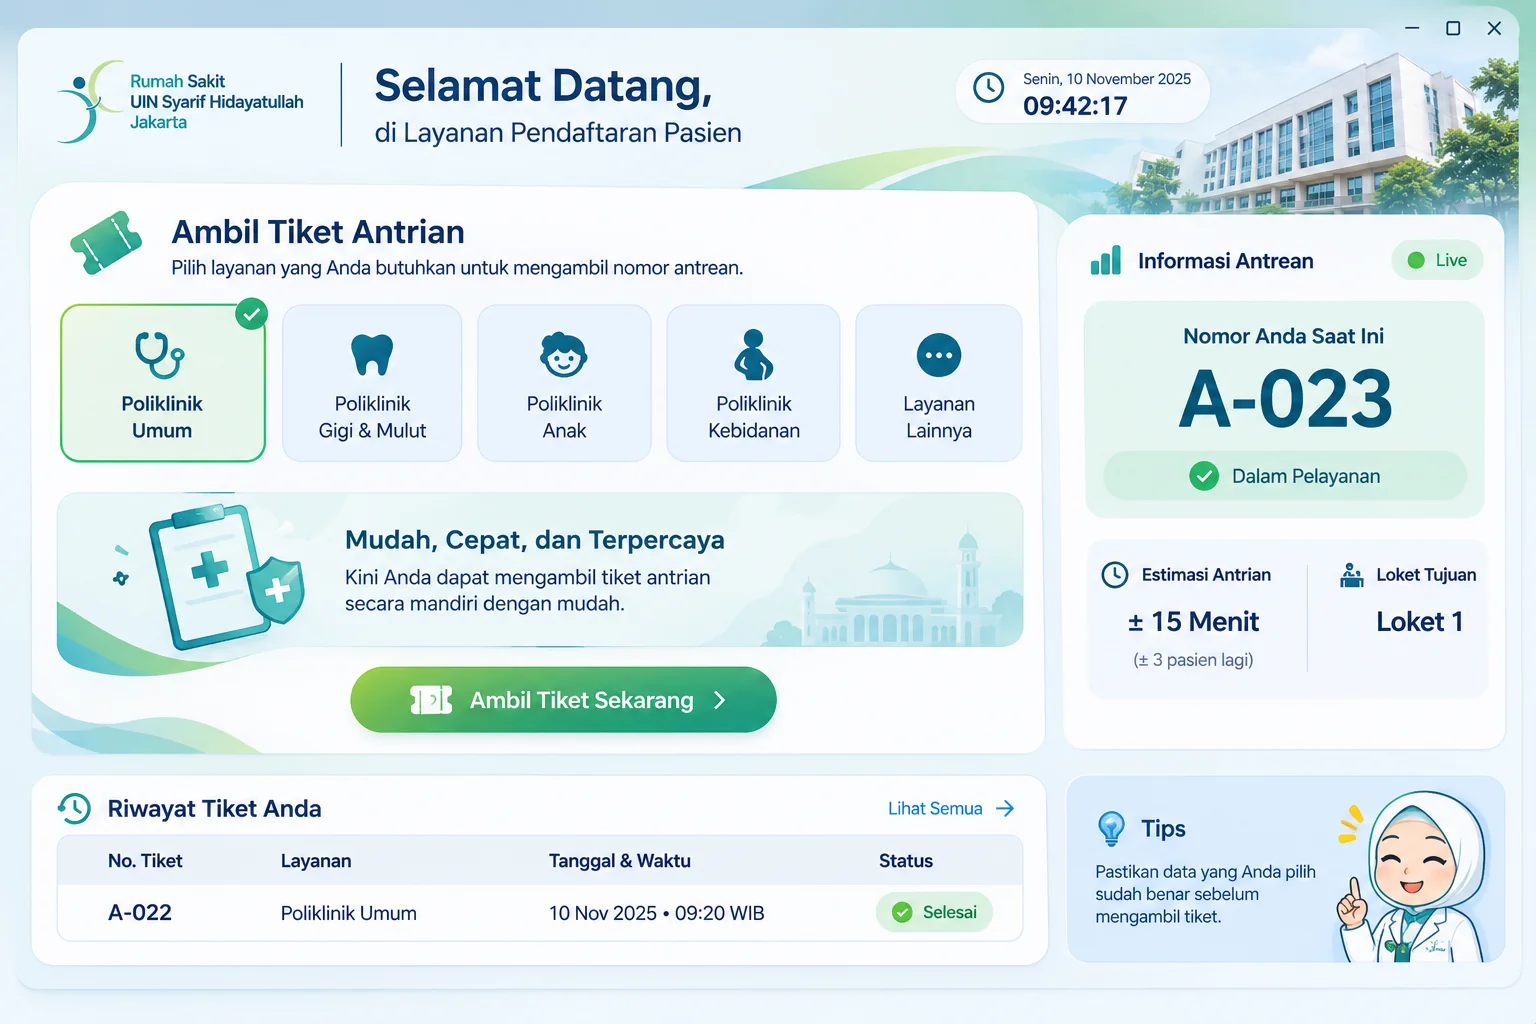 Rumah Sakit
UIN Syarif Hidayatullah
Jakarta
Selamat Datang,
di Layanan Pendaftaran Pasien
Senin, 10 November 2025
09:42:17
Ambil Tiket Antrian
Pilih layanan yang Anda butuhkan untuk mengambil nomor antrean.
Poliklinik
Umum
Poliklinik
Gigi & Mulut
Poliklinik
Anak
Poliklinik
Kebidanan
Layanan
Lainnya
Mudah, Cepat, dan Terpercaya
Kini Anda dapat mengambil tiket antrian
secara mandiri dengan mudah.
Ambil Tiket Sekarang
Informasi Antrean
Live
Nomor Anda Saat Ini
A-023
Dalam Pelayanan
Estimasi Antrian
± 15 Menit
(± 3 pasien lagi)
Loket Tujuan
Loket 1
Riwayat Tiket Anda
Lihat Semua
No. Tiket Layanan Tanggal & Waktu Status
A-022 Poliklinik Umum 10 Nov 2025 • 09:20 WIB Selesai
Tips
Pastikan data yang Anda pilih
sudah benar sebelum
mengambil tiket.